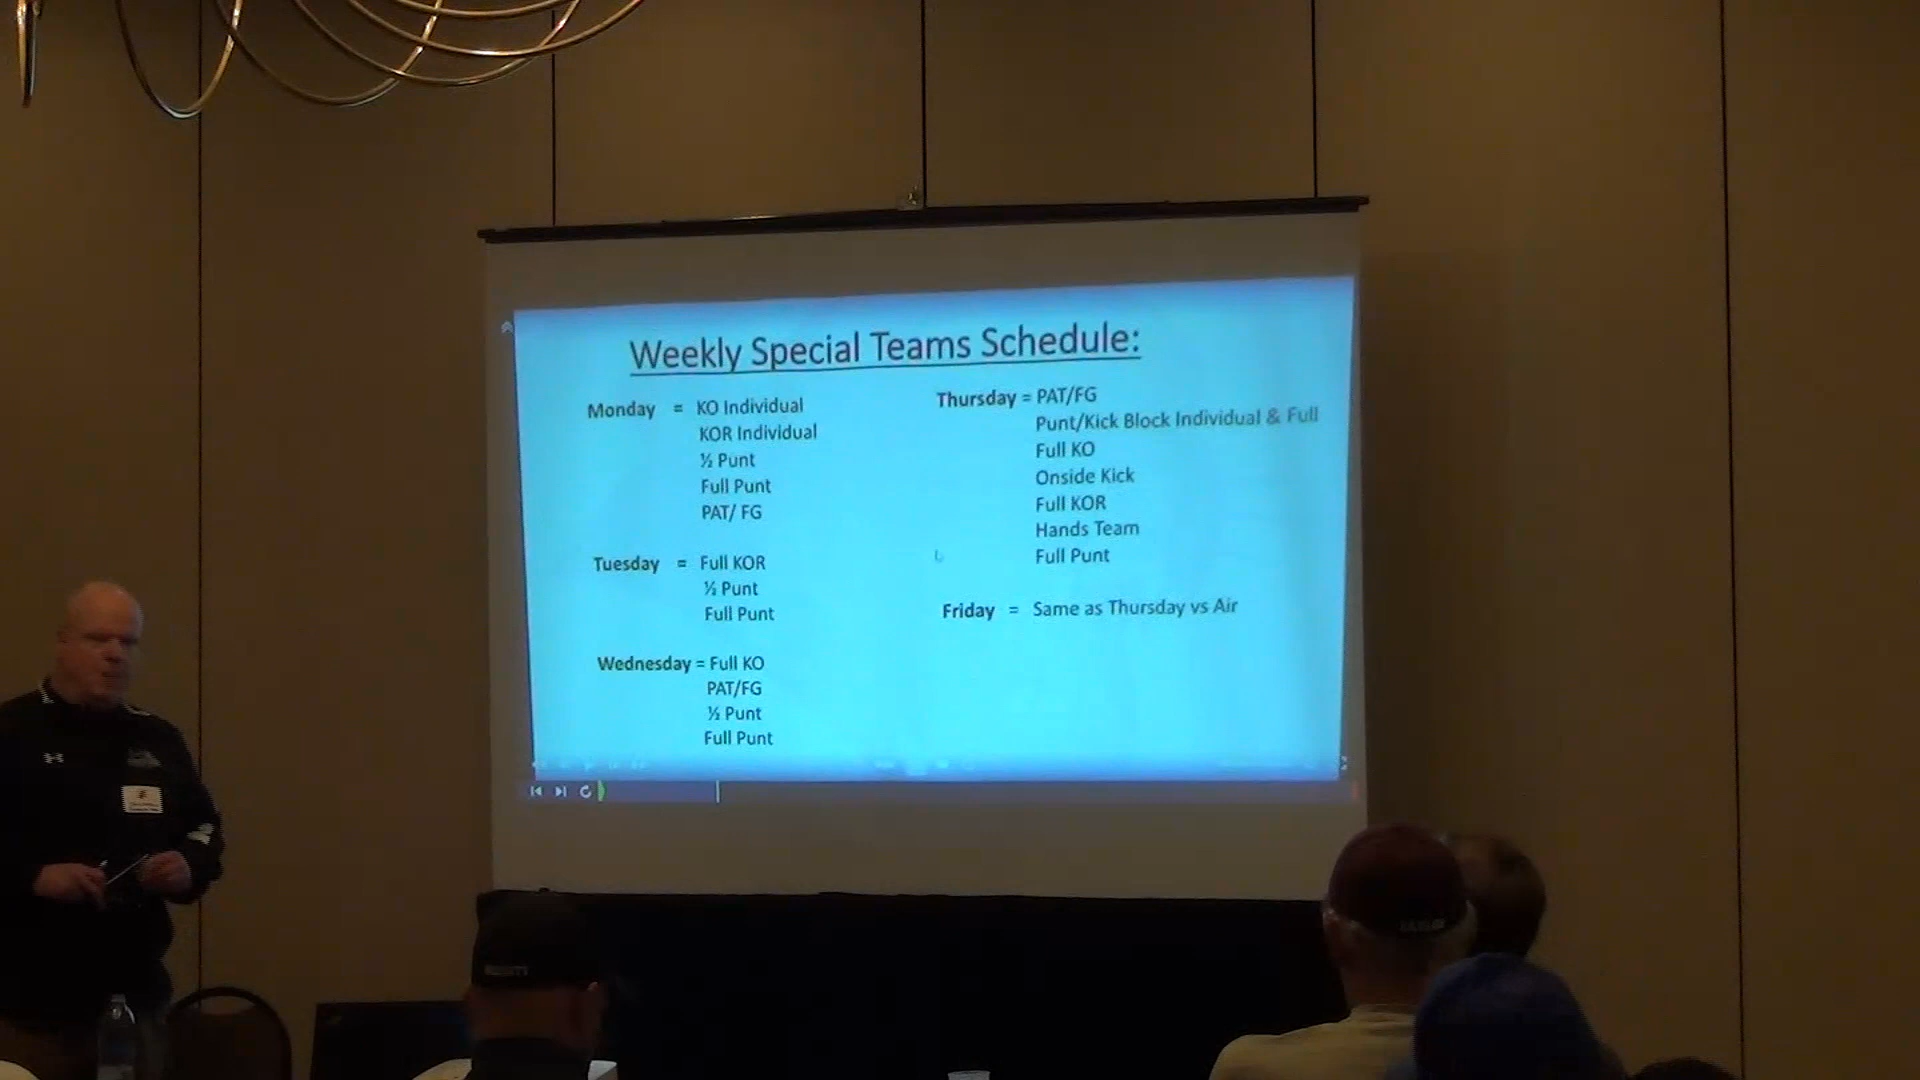 Weekly Special Teams Schedule:
Monday = KO Individual
KOR Individual
½ Punt
Full Punt
PAT/ FG
Tuesday = Full KOR
½ Punt
Full Punt
Wednesday = Full KO
PAT/FG
½ Punt
Full Punt
Thursday = PAT/FG
Punt/Kick Block Individual & Full
Full KO
Onside Kick
Full KOR
Hands Team
Full Punt
Friday = Same as Thursday vs Air